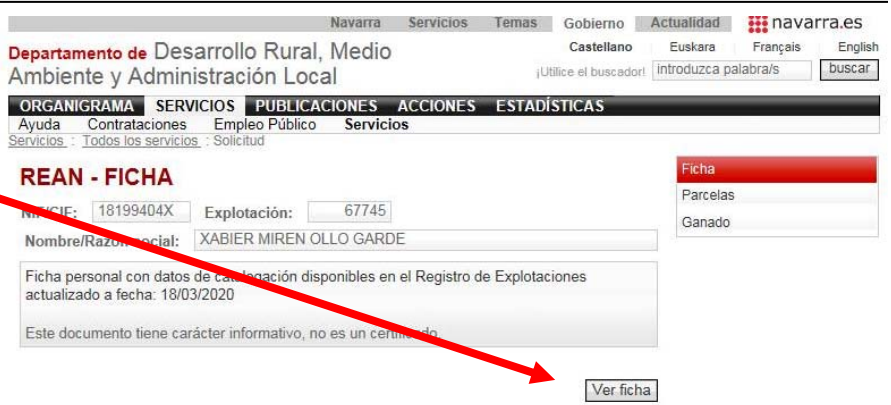 Navarra Servicios Temas Gobierno Actualidad navarra.es
Castellano Euskara Français English
Departamento de Desarrollo Rural, Medio
Ambiente y Administración Local
¡Utilice el buscador! introduzca palabra/s buscar
ORGANIGRAMA SERVICIOS PUBLICACIONES ACCIONES ESTADÍSTICAS
Ayuda Contrataciones Empleo Público Servicios
Servicios : Todos los servicios : Solicitud
REAN - FICHA
NIF/CIF: 18199404X Explotación: 67745
Nombre/Razón social: XABIER MIREN OLLO GARDE
Ficha personal con datos de catalogación disponibles en el Registro de Explotaciones
actualizado a fecha: 18/03/2020
Este documento tiene carácter informativo, no es un certificado
Ver ficha
Ficha
Parcelas
Ganado